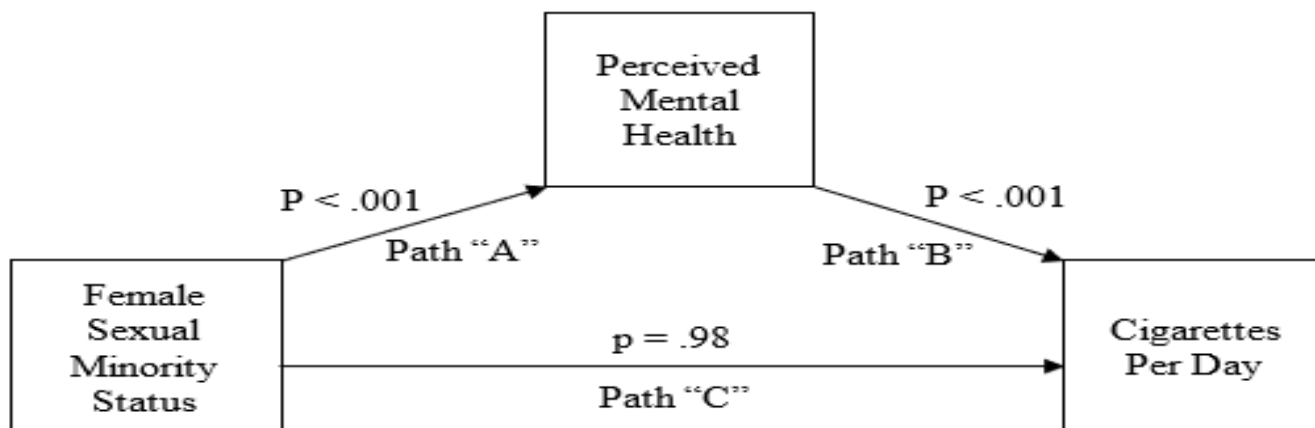 Perceived
Mental
Health
P < .001
P < .001
Path “A”
Path “B”
Female
Sexual
Minority
Status
p = .98
Path “C”
Cigarettes
Per Day